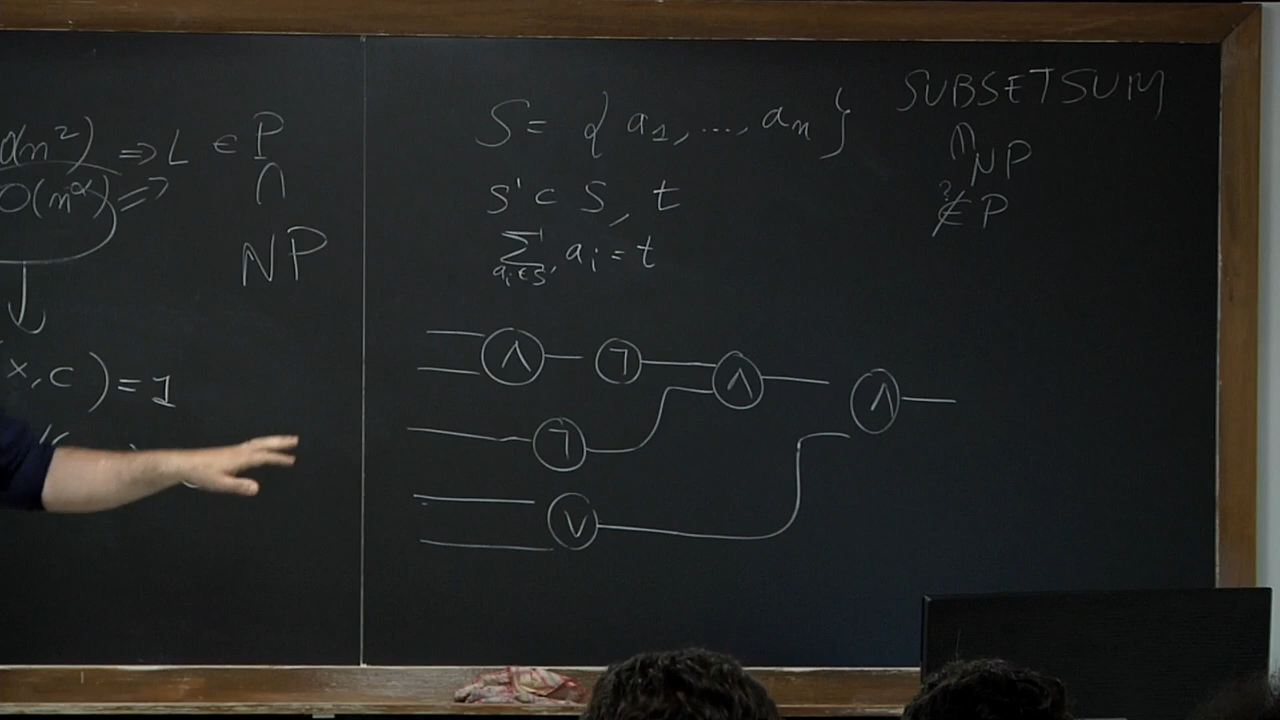 (n²) ⇒ L ∈ P
O(n^α) ⇒ ∩
NP
x, c ) = 1
S = { a₁, ..., aₙ }
S' ⊂ S, t
∑ aᵢ∈S' aᵢ = t
∧ ¬ ∧ ∧
¬
∨
SUBSETSUM
∩ NP
?
∉ P